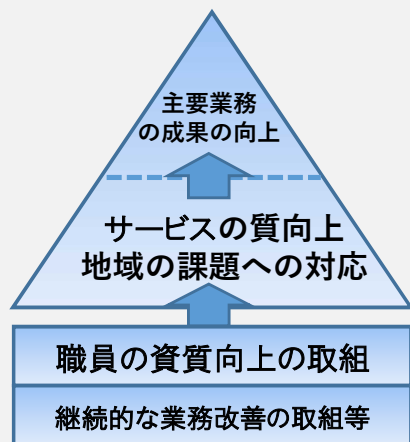 主要業務
の成果の向上
サービスの質向上
地域の課題への対応
職員の資質向上の取組
継続的な業務改善の取組等